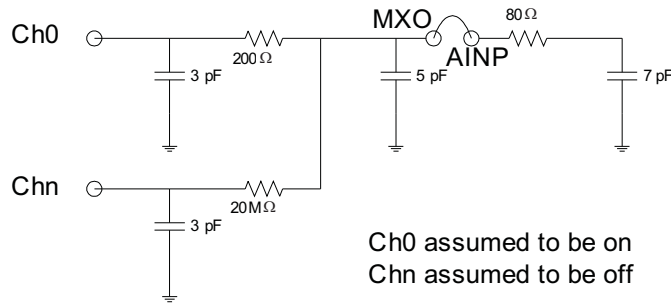 MXO
80Ω
Ch0
AINP
200Ω
3 pF
5 pF
7 pF
Chn
20MΩ
3 pF
Ch0 assumed to be on
Chn assumed to be off